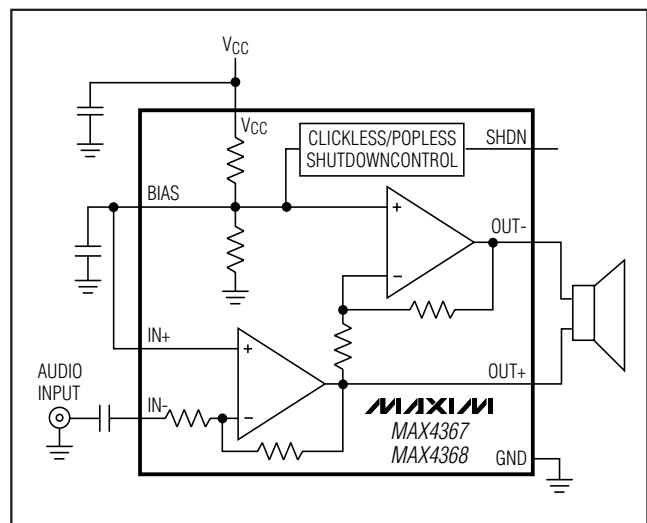 VCC
VCC
CLICKLESS/POPLESS
SHUTDOWNCONTROL
SHDN
BIAS
+
−
OUT-
IN+
+
AUDIO
INPUT
IN-
−
OUT+
MAXIM
MAX4367
MAX4368
GND